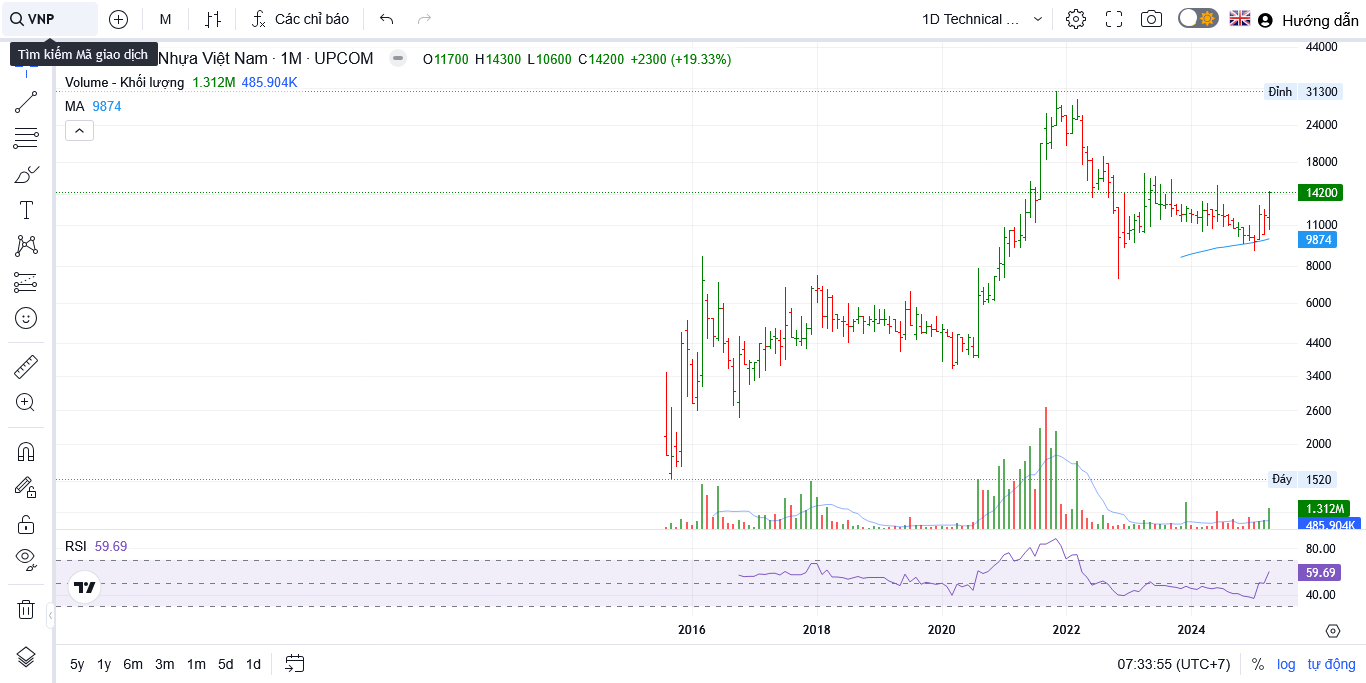 VNP
M
Các chỉ báo
1D Technical ...
Hướng dẫn
Tìm kiếm Mã giao dịch
Nhựa Việt Nam · 1M · UPCOM
O11700 H14300 L10600 C14200 +2300 (+19.33%)
Volume - Khối lượng 1.312M 485.904K
MA 9874
44000
Đỉnh 31300
24000
18000
14200
11000
9874
8000
6000
4400
3400
2600
2000
Đáy 1520
1.312M
485.904K
RSI 59.69
80.00
59.69
40.00
2016 2018 2020 2022 2024
5y 1y 6m 3m 1m 5d 1d
07:33:55 (UTC+7) % log tự động